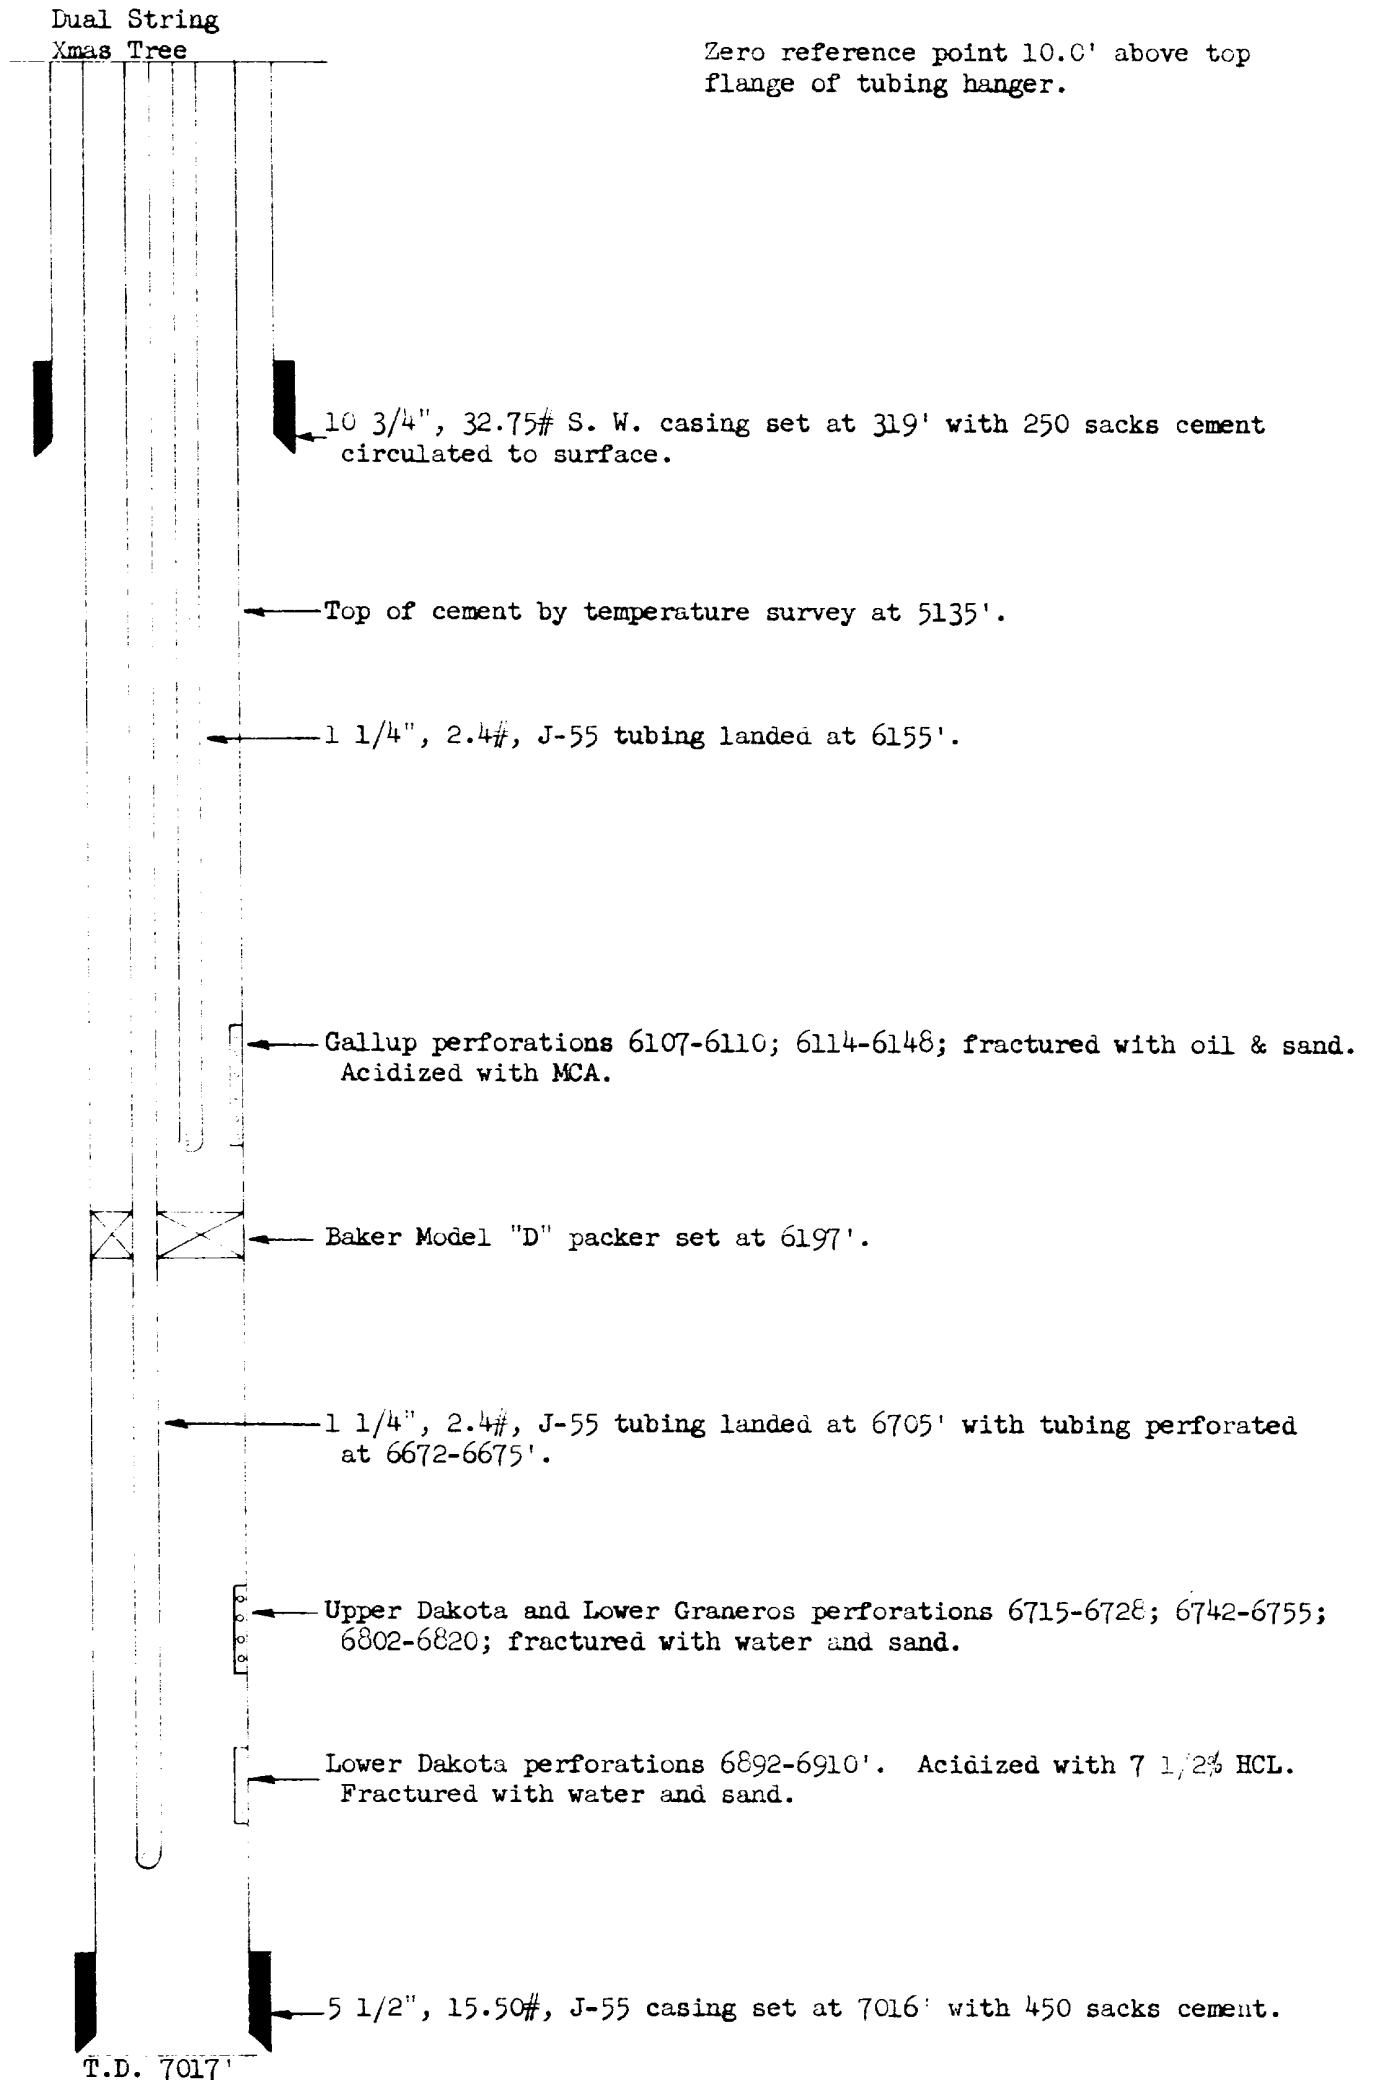 Dual String
Xmas Tree
Zero reference point 10.0' above top
flange of tubing hanger.
10 3/4", 32.75# S. W. casing set at 319' with 250 sacks cement
circulated to surface.
Top of cement by temperature survey at 5135'.
1 1/4", 2.4#, J-55 tubing landed at 6155'.
Gallup perforations 6107-6110; 6114-6148; fractured with oil & sand.
Acidized with MCA.
Baker Model "D" packer set at 6197'.
1 1/4", 2.4#, J-55 tubing landed at 6705' with tubing perforated
at 6672-6675'.
Upper Dakota and Lower Graneros perforations 6715-6728; 6742-6755;
6802-6820; fractured with water and sand.
Lower Dakota perforations 6892-6910'. Acidized with 7 1/2% HCL.
Fractured with water and sand.
5 1/2", 15.50#, J-55 casing set at 7016' with 450 sacks cement.
T.D. 7017'